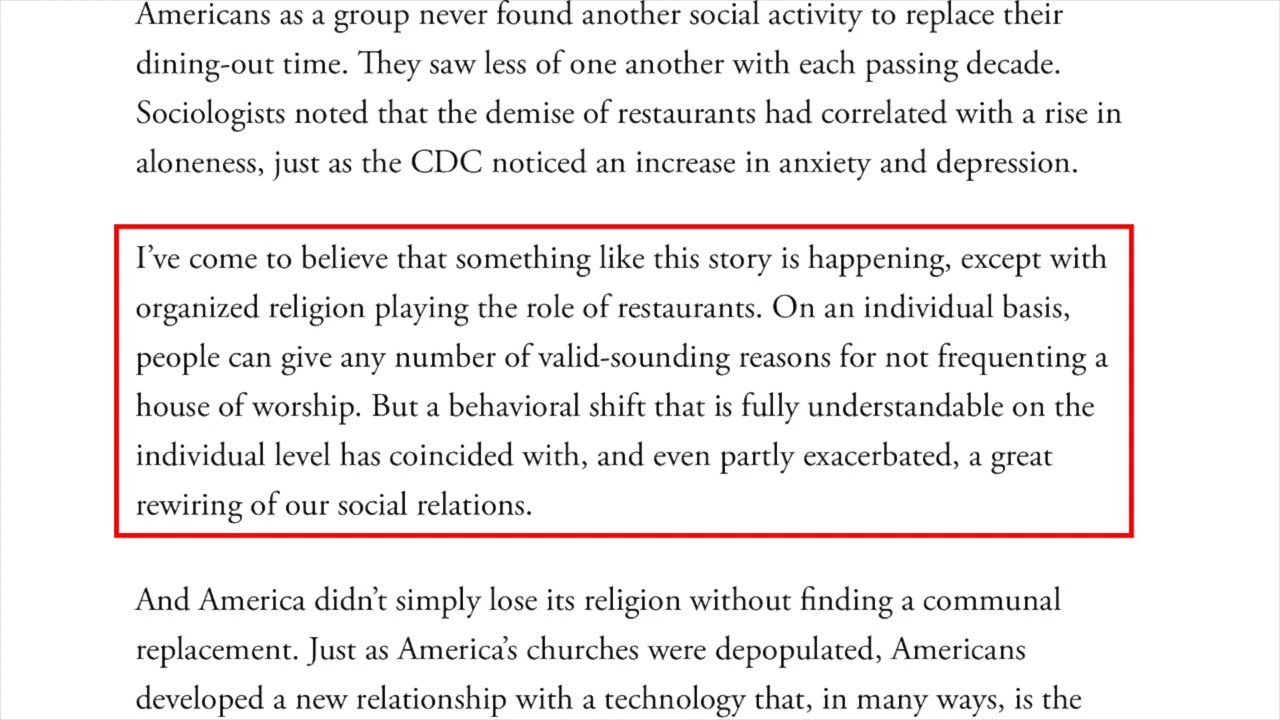 Americans as a group never found another social activity to replace their
dining-out time. They saw less of one another with each passing decade.
Sociologists noted that the demise of restaurants had correlated with a rise in
aloneness, just as the CDC noticed an increase in anxiety and depression.
I’ve come to believe that something like this story is happening, except with
organized religion playing the role of restaurants. On an individual basis,
people can give any number of valid-sounding reasons for not frequenting a
house of worship. But a behavioral shift that is fully understandable on the
individual level has coincided with, and even partly exacerbated, a great
rewiring of our social relations.
And America didn’t simply lose its religion without finding a communal
replacement. Just as America’s churches were depopulated, Americans
developed a new relationship with a technology that, in many ways, is the